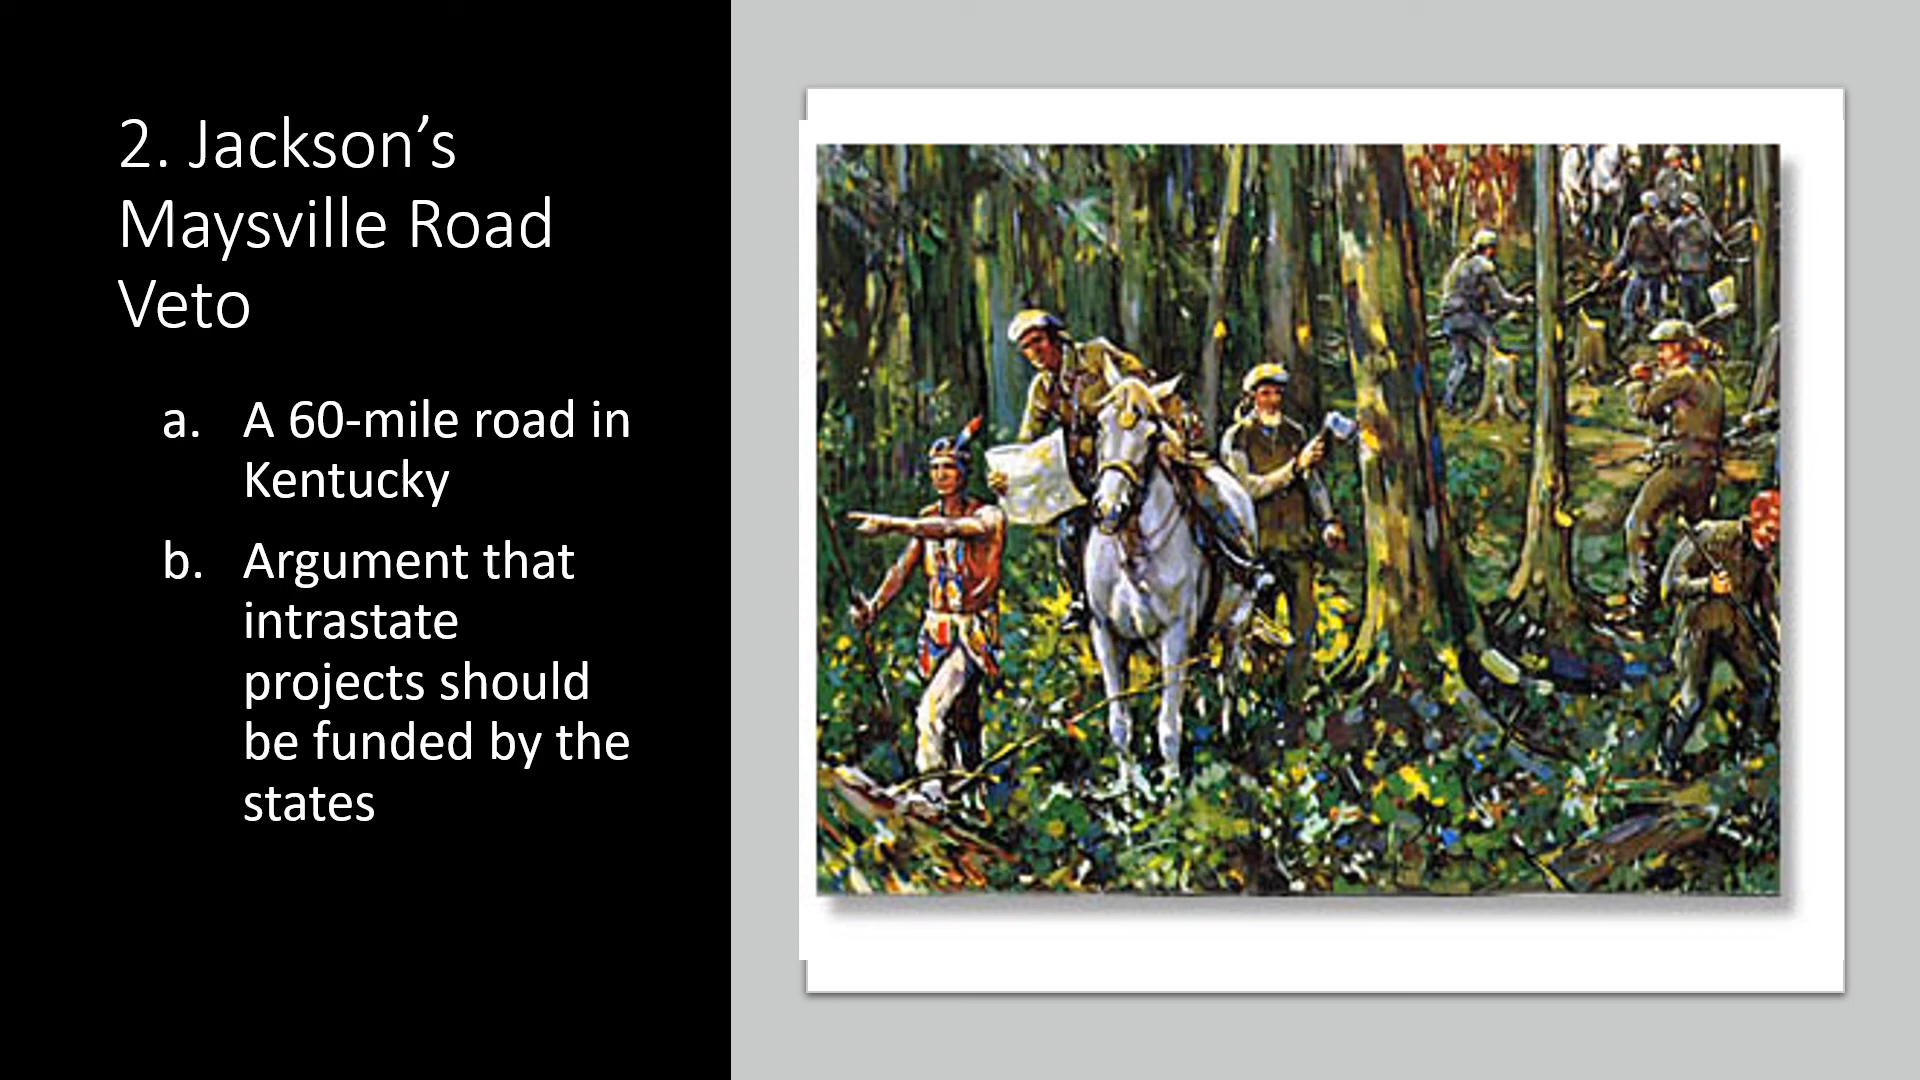 2. Jackson’s
Maysville Road
Veto
a. A 60-mile road in
Kentucky
b. Argument that
intrastate
projects should
be funded by the
states